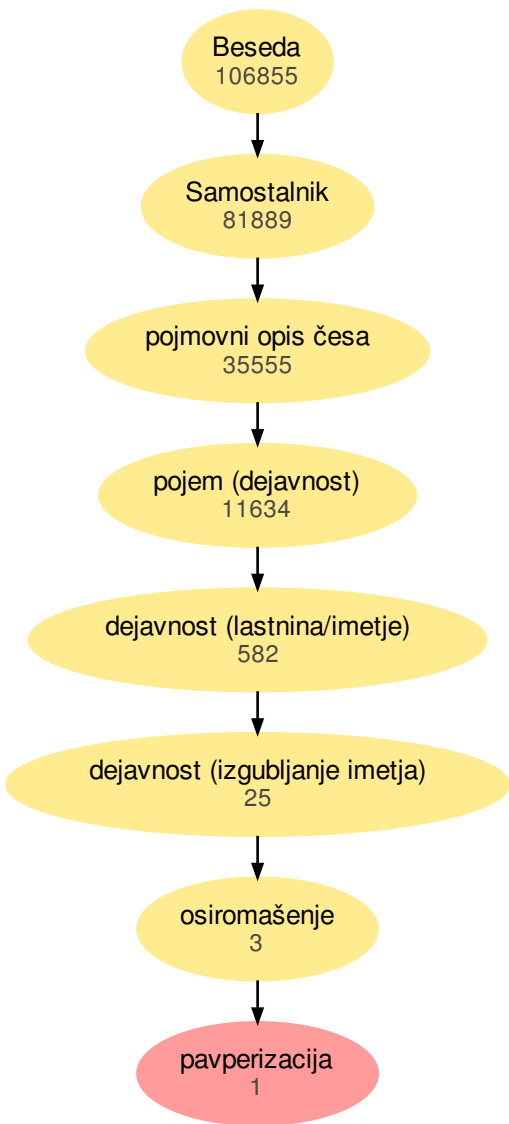 Beseda
106855
Samostalnik
81889
pojmovni opis česa
35555
pojem (dejavnost)
11634
dejavnost (lastnina/imetje)
582
dejavnost (izgubljanje imetja)
25
osiromašenje
3
pavperizacija
1